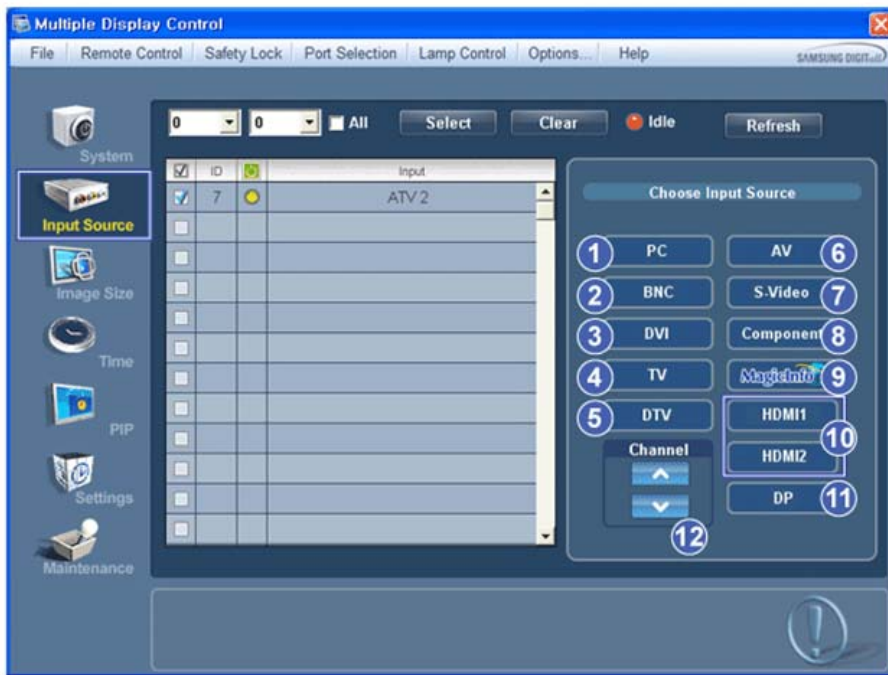 Multiple Display Control
File Remote Control Safety Lock Port Selection Lamp Control Options... Help SAMSUNG DIGITall
0 0 All Select Clear Idle Refresh
System
Input Source
Image Size
Time
PIP
Settings
Maintenance
ID Input
7 ATV 2
Choose Input Source
1 PC AV 6
2 BNC S-Video 7
3 DVI Component 8
4 TV MagicInfo 9
5 DTV HDMI1
10
Channel HDMI2
DP 11
12